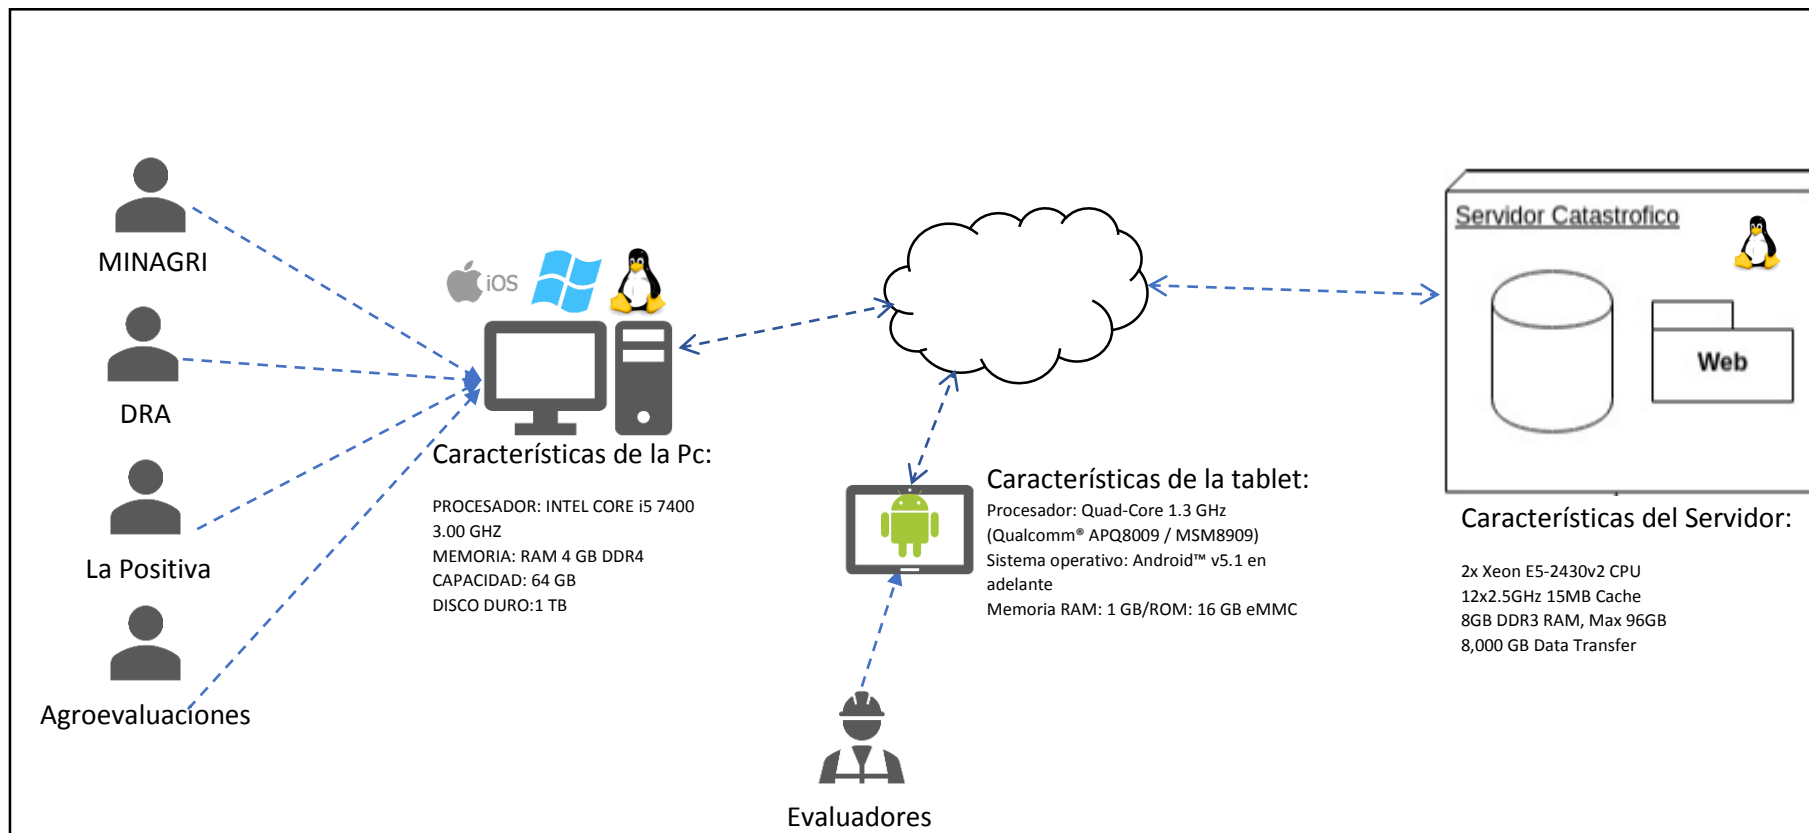 MINAGRI
DRA
La Positiva
Agroevaluaciones
iOS
Características de la Pc:
PROCESADOR: INTEL CORE i5 7400
3.00 GHZ
MEMORIA: RAM 4 GB DDR4
CAPACIDAD: 64 GB
DISCO DURO:1 TB
Características de la tablet:
Procesador: Quad-Core 1.3 GHz
(Qualcomm® APQ8009 / MSM8909)
Sistema operativo: Android™ v5.1 en
adelante
Memoria RAM: 1 GB/ROM: 16 GB eMMC
Evaluadores
Servidor Catastrofico
Web
Características del Servidor:
2x Xeon E5-2430v2 CPU
12x2.5GHz 15MB Cache
8GB DDR3 RAM, Max 96GB
8,000 GB Data Transfer